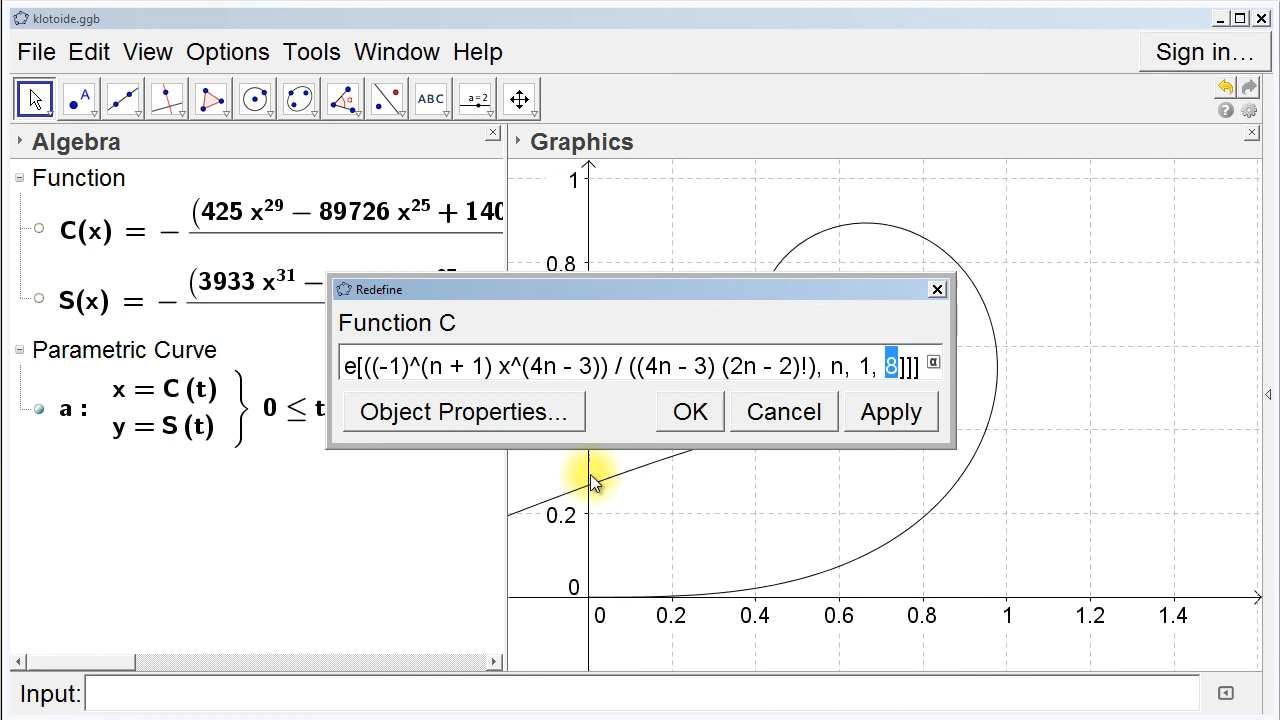 klotoide.ggb
File Edit View Options Tools Window Help
Sign in...
A
α
ABC
a=2
Algebra
Graphics
Function
C(x) = − (425 x²⁹ − 89726 x²⁵ + 140
S(x) = − (3933 x³¹ −
Parametric Curve
a: x = C (t)
y = S (t)
} 0 ≤ t
Redefine
Function C
e[((-1)^(n + 1) x^(4n - 3)) / ((4n - 3) (2n - 2)!), n, 1, 8]]]
α
Object Properties...
OK
Cancel
Apply
1
0.8
0.2
0
0 0.2 0.4 0.6 0.8 1 1.2 1.4
Input: